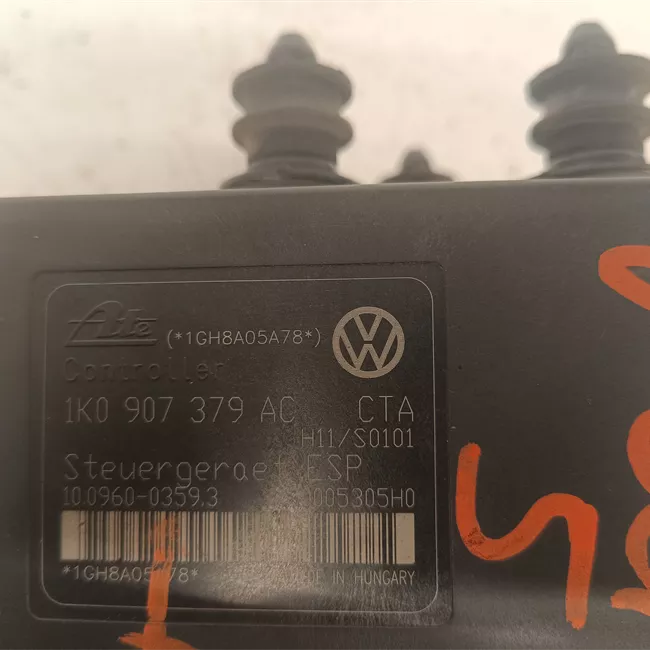 Ate (*1GH8A05A78*) VW
Controller
1K0 907 379 AC CTA
H11/S0101
Steuergeraet ESP
10.0960-0359.3 005305H0
*1GH8A05A78*
IN HUNGARY